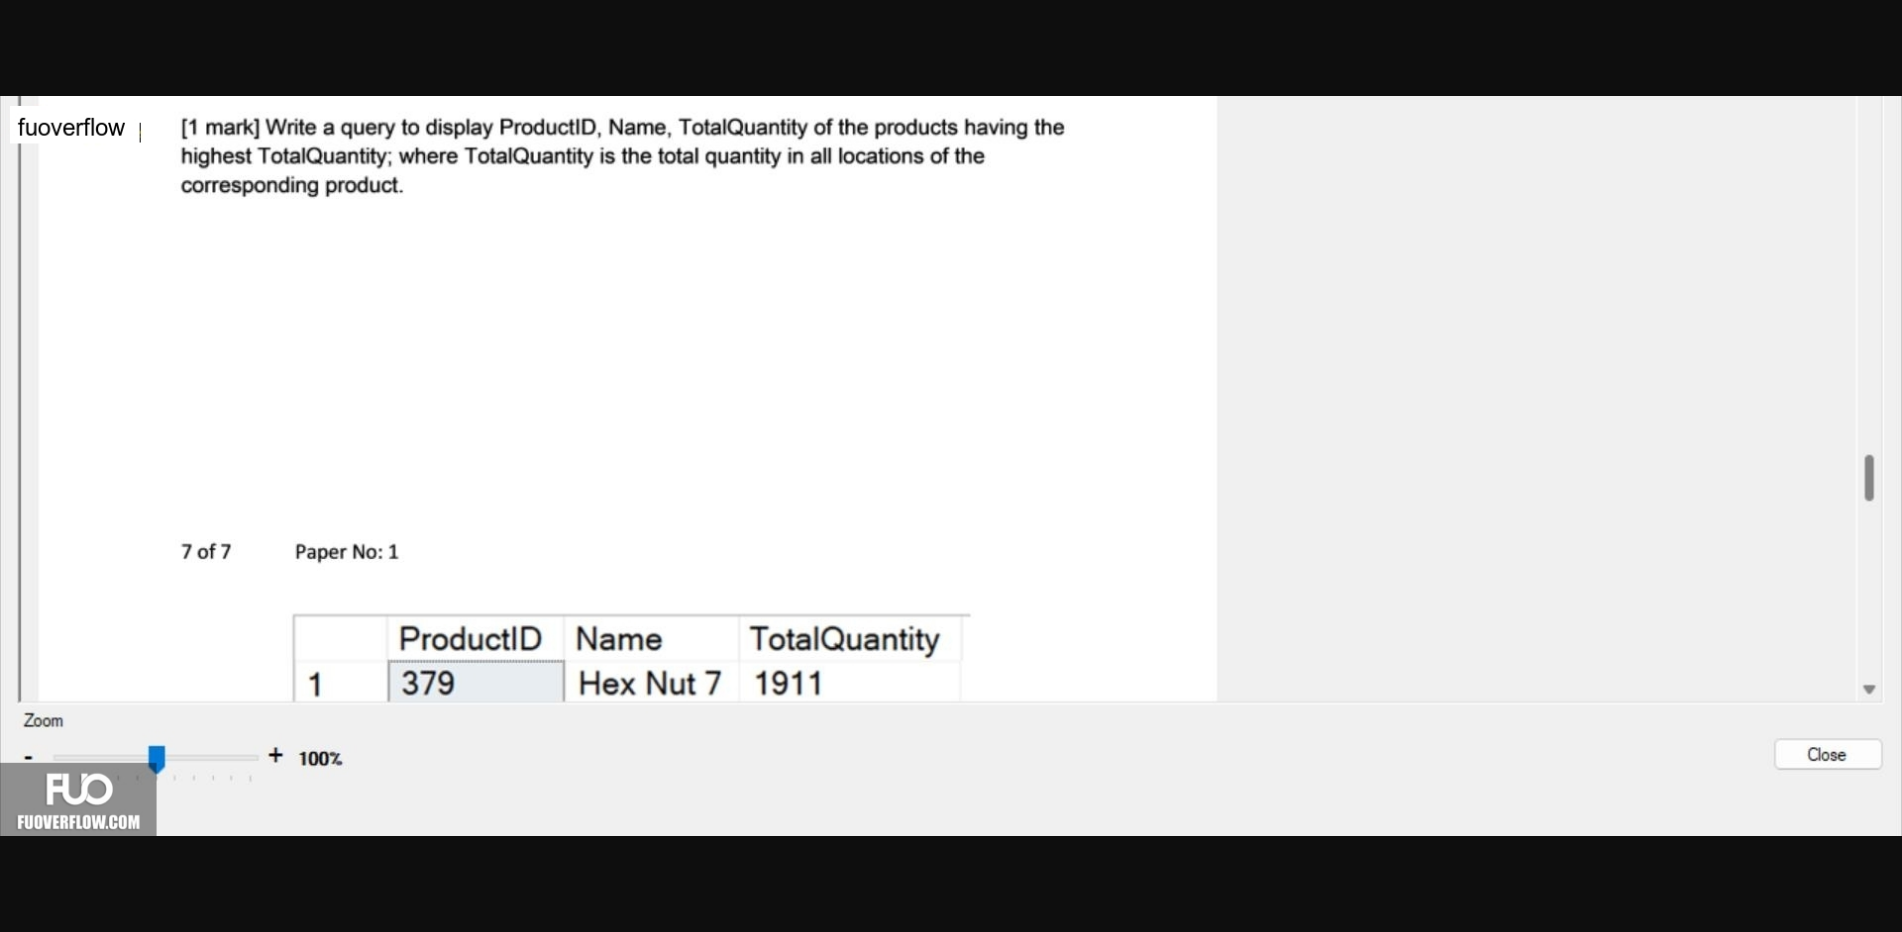 fuoverflow
[1 mark] Write a query to display ProductID, Name, TotalQuantity of the products having the
highest TotalQuantity; where TotalQuantity is the total quantity in all locations of the
corresponding product.
7 of 7 Paper No: 1
ProductID Name TotalQuantity
1 379 Hex Nut 7 1911
Zoom
- + 100%
Close
FUO
FUOVERFLOW.COM